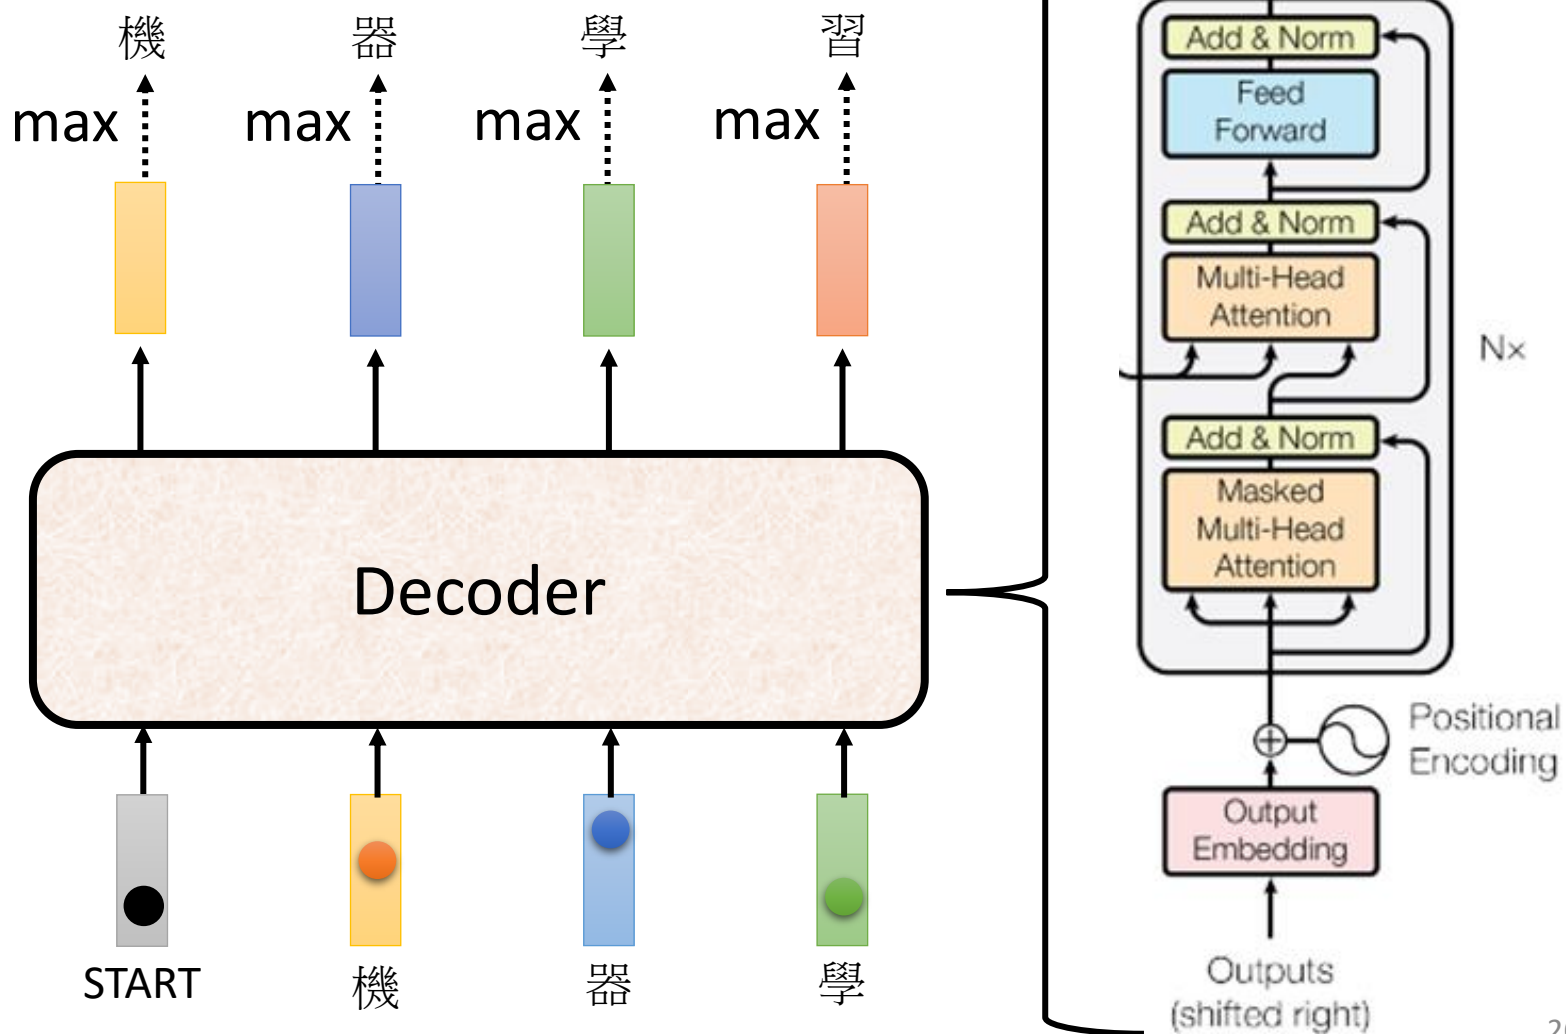 機 器 學 習
max max max max
Decoder
START 機 器 學
Add & Norm
Feed
Forward
Add & Norm
Multi-Head
Attention
N×
Add & Norm
Masked
Multi-Head
Attention
Positional
Encoding
Output
Embedding
Outputs
(shifted right)